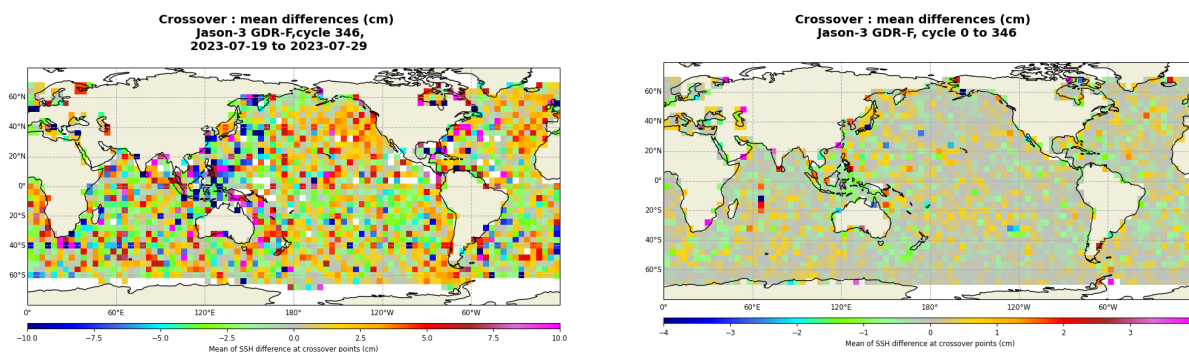 Crossover : mean differences (cm)
Jason-3 GDR-F,cycle 346,
2023-07-19 to 2023-07-29
60°N
40°N
20°N
0°
20°S
40°S
60°S
0° 60°E 120°E 180°E 120°W 60°W
−10.0 −7.5 −5.0 −2.5 0.0 2.5 5.0 7.5 10.0
Mean of SSH difference at crossover points (cm)
Crossover : mean differences (cm)
Jason-3 GDR-F, cycle 0 to 346
60°N
40°N
20°N
0°
20°S
40°S
60°S
0° 60°E 120°E 180° 120°W 60°W
−4 −3 −2 −1 0 1 2 3
Mean of SSH difference at crossover points (cm)